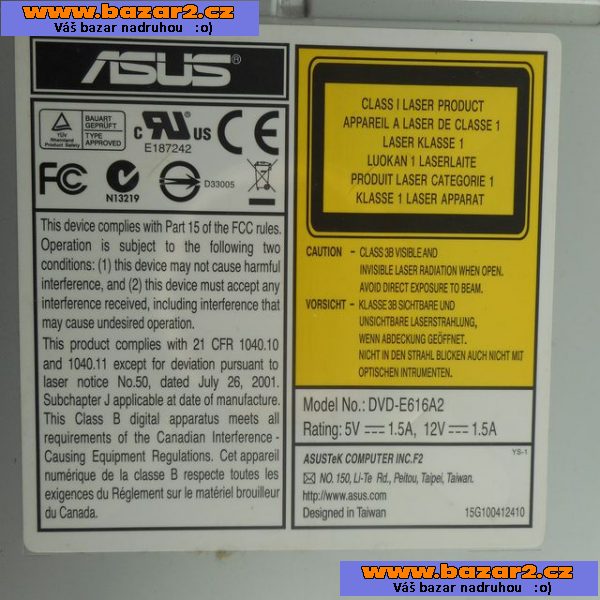 www.bazar2.cz
Váš bazar nadruhou :o)
ASUS®
TÜV
Rheinland
Product Safety
BAUART
GEPRÜFT
TYPE
APPROVED
C UR US
E187242
CE
FC
N13219
D33005
This device complies with Part 15 of the FCC rules.
Operation is subject to the following two
conditions: (1) this device may not cause harmful
interference, and (2) this device must accept any
interference received, including interference that
may cause undesired operation.
This product complies with 21 CFR 1040.10
and 1040.11 except for deviation pursuant to
laser notice No.50, dated July 26, 2001.
Subchapter J applicable at date of manufacture.
This Class B digital apparatus meets all
requirements of the Canadian Interference -
Causing Equipment Regulations. Cet appareil
numérique de la classe B respecte toutes les
exigences du Réglement sur le matériel brouilleur
du Canada.
CLASS I LASER PRODUCT
APPAREIL A LASER DE CLASSE 1
LASER KLASSE 1
LUOKAN 1 LASERLAITE
PRODUIT LASER CATEGORIE 1
KLASSE 1 LASER APPARAT
CAUTION - CLASS 3B VISIBLE AND
INVISIBLE LASER RADIATION WHEN OPEN.
AVOID DIRECT EXPOSURE TO BEAM.
VORSICHT - KLASSE 3B SICHTBARE UND
UNSICHTBARE LASERSTRAHLUNG,
WENN ABDECKUNG GEÖFFNET.
NICHT IN DEN STRAHL BLICKEN AUCH NICHT MIT
OPTISCHEN INTRUMENTEN.
Model No.: DVD-E616A2
Rating: 5V 1.5A, 12V 1.5A
ASUSTeK COMPUTER INC.F2 YS-1
NO. 150, Li-Te Rd., Peitou, Taipei, Taiwan.
http://www.asus.com
Designed in Taiwan 15G100412410
www.bazar2.cz
Váš bazar nadruhou :o)